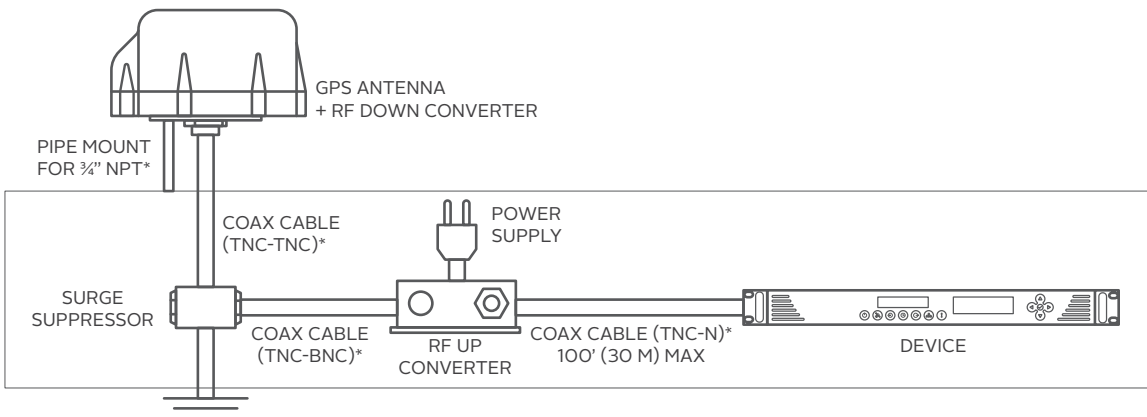 GPS ANTENNA
+ RF DOWN CONVERTER
PIPE MOUNT
FOR ¾” NPT*
COAX CABLE
(TNC-TNC)*
POWER
SUPPLY
SURGE
SUPPRESSOR
COAX CABLE
(TNC-BNC)*
RF UP
CONVERTER
COAX CABLE (TNC-N)*
100’ (30 M) MAX
DEVICE